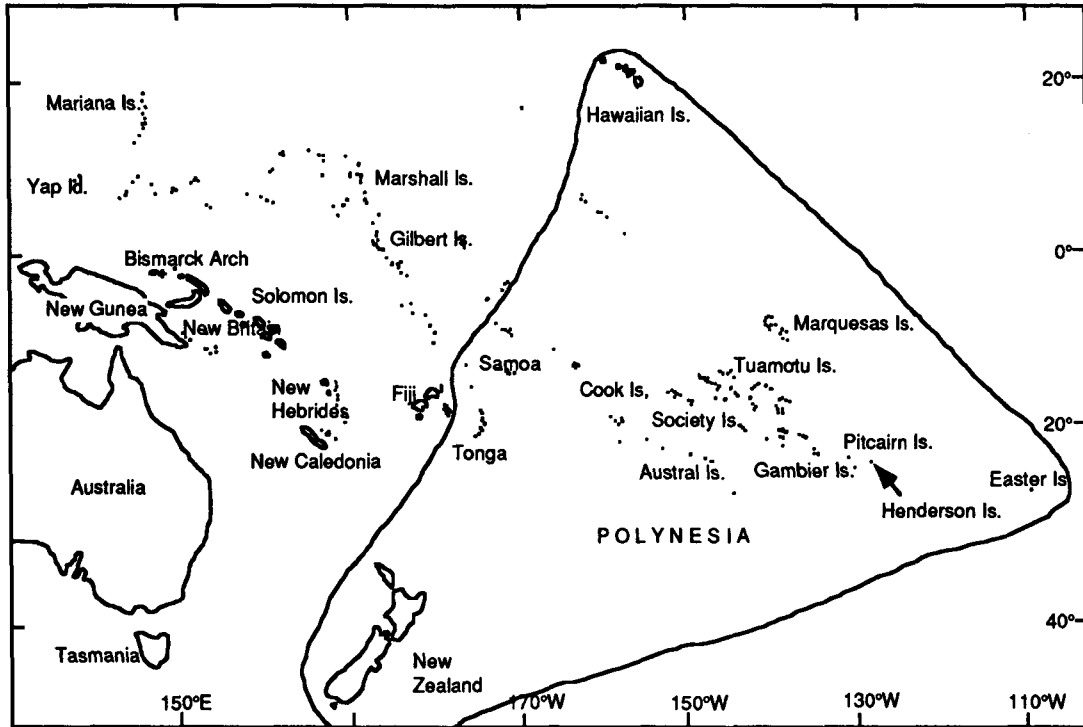 Mariana Is.
Yap Id.
Hawaiian Is.
20°
Marshall Is.
Gilbert Is.
0°
Bismarck Arch
New Gunea
Solomon Is.
New Britain
Marquesas Is.
Samoa
Tuamotu Is.
New
Hebrides
Fiji
Cook Is,
Society Is.
20°
New Caledonia
Tonga
Austral Is.
Gambier Is.
Pitcairn Is.
Easter Is
Australia
Henderson Is.
POLYNESIA
40°
Tasmania
New
Zealand
150°E
170°W
150°W
130°W
110°W